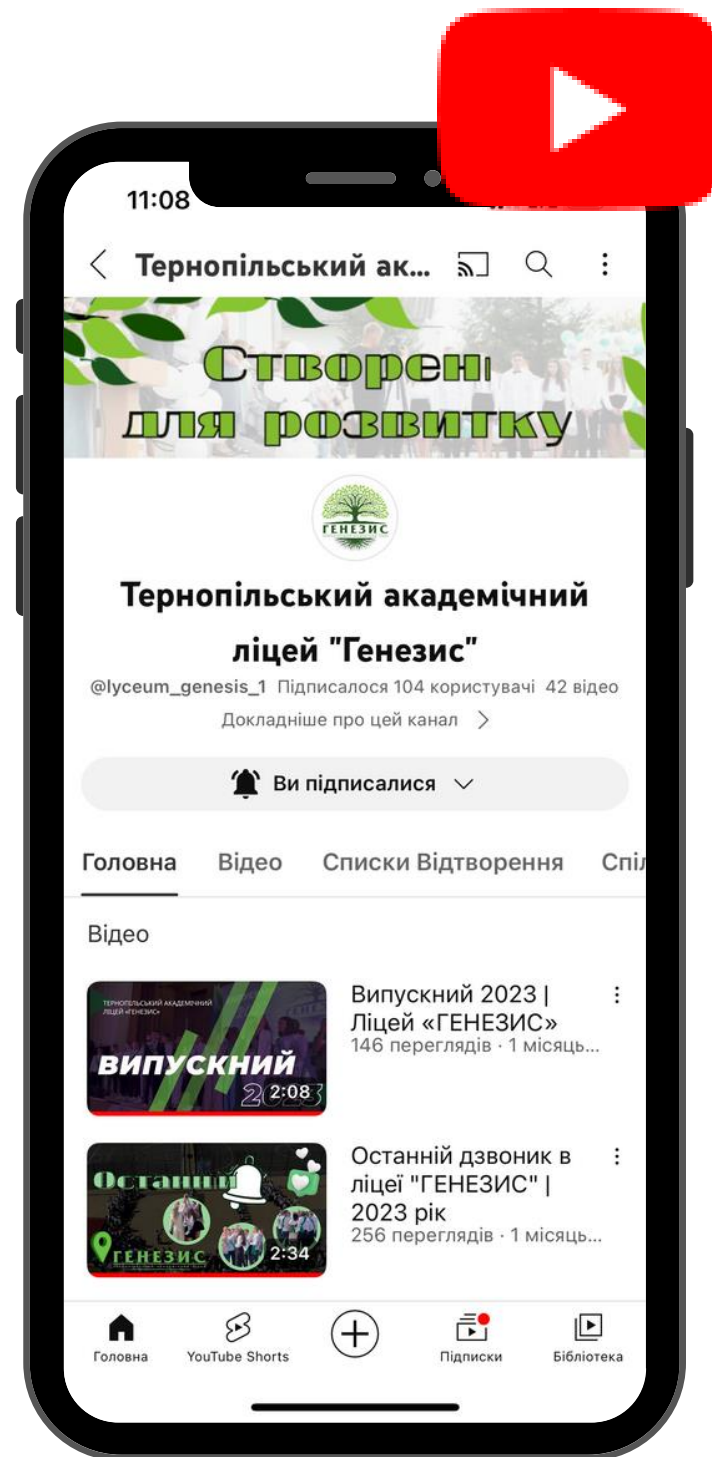 11:08
Тернопільський ак...
Створені
для розвитку
ГЕНЕЗИС
Тернопільський академічний
ліцей "Генезис"
@lyceum_genesis_1 Підписалося 104 користувачі 42 відео
Докладніше про цей канал
Ви підписалися
Головна Відео Списки Відтворення Спіл
Відео
ТЕРНОПІЛЬСЬКИЙ АКАДЕМІЧНИЙ
ЛІЦЕЙ «ГЕНЕЗИС»
ВИПУСКНИЙ
2023
2:08
Випускний 2023 |
Ліцей «ГЕНЕЗИС»
146 переглядів · 1 місяць...
Останній
ГЕНЕЗИС
2:34
Останній дзвоник в
ліцеї "ГЕНЕЗИС" |
2023 рік
256 переглядів · 1 місяць...
Головна YouTube Shorts Підписки Бібліотека